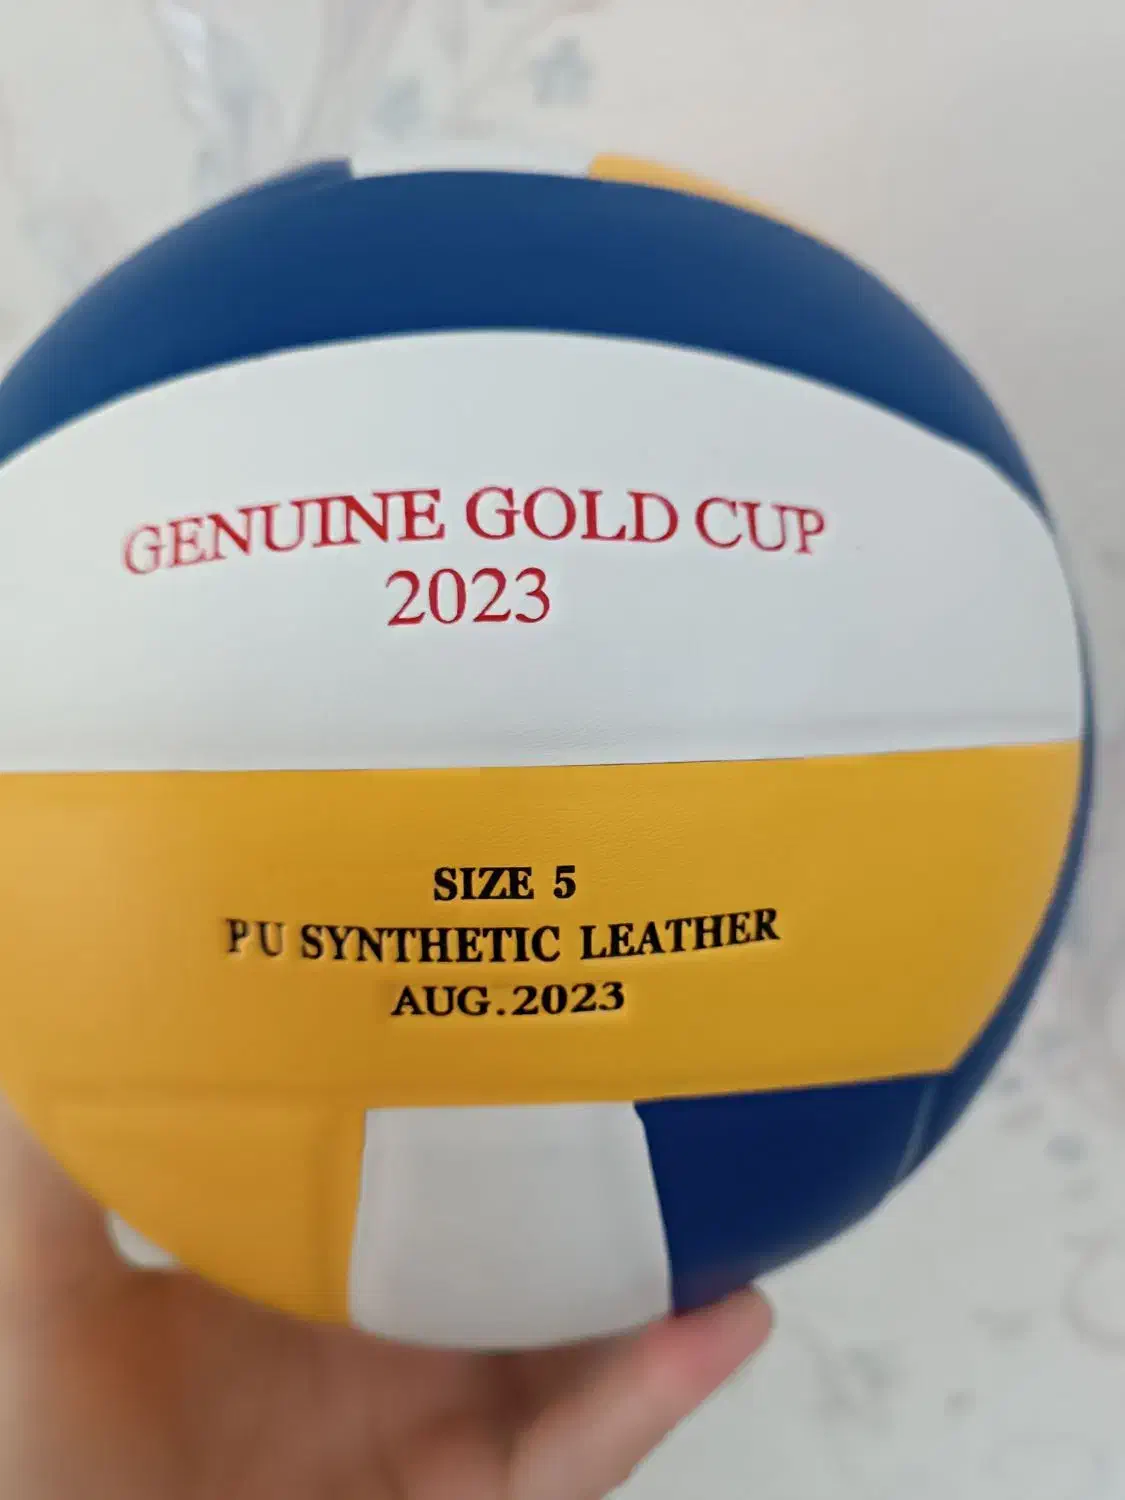 GENUINE GOLD CUP
2023
SIZE 5
PU SYNTHETIC LEATHER
AUG.2023